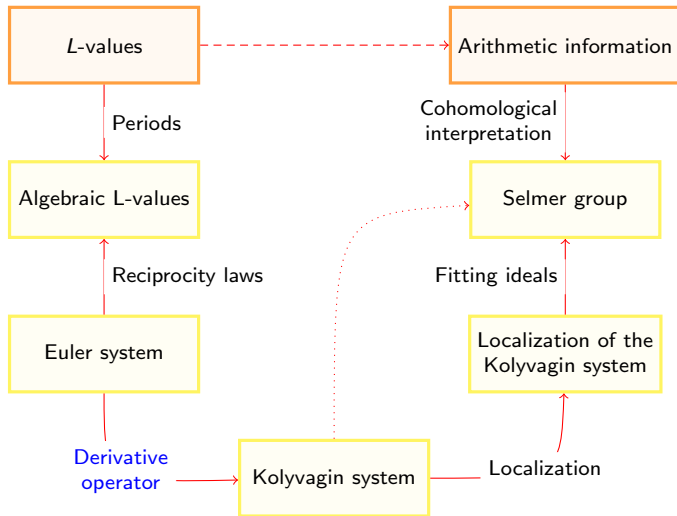 L-values
Arithmetic information
Periods
Cohomological
interpretation
Algebraic L-values
Selmer group
Reciprocity laws
Fitting ideals
Euler system
Localization of the
Kolyvagin system
Derivative
operator
Kolyvagin system
Localization